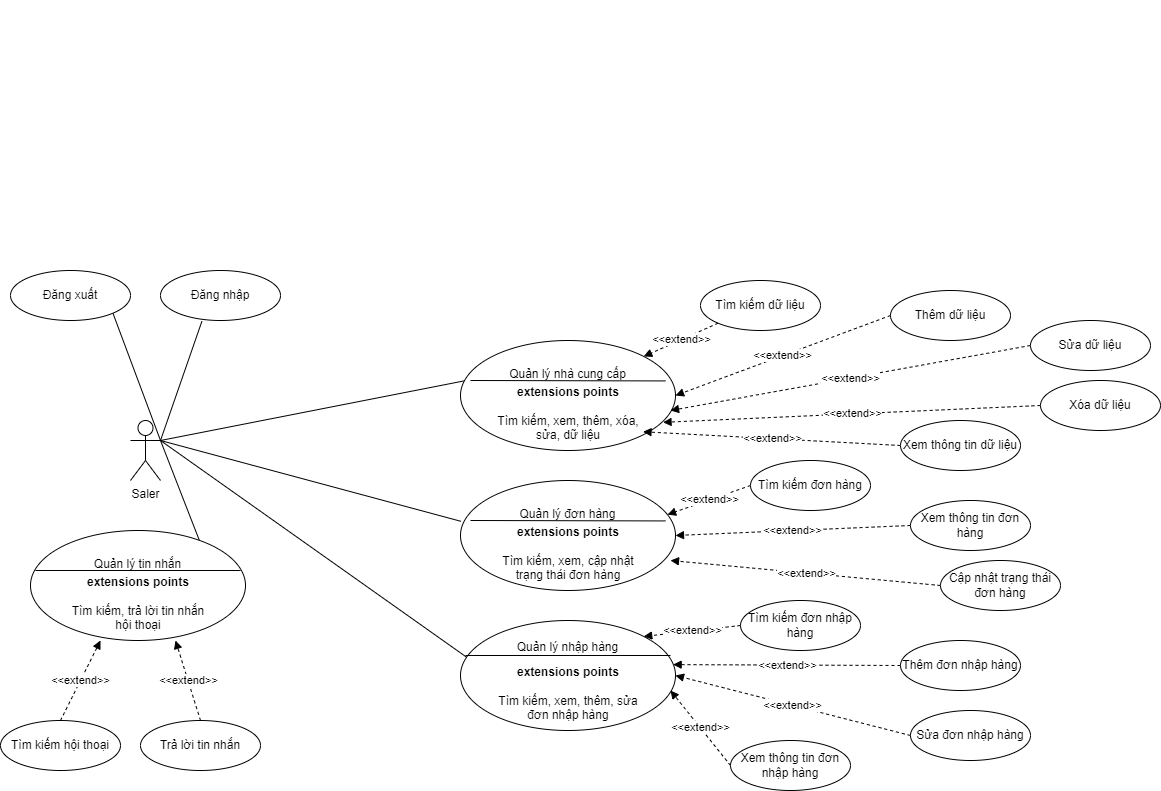 Đăng xuất
Đăng nhập
Saler
Quản lý nhà cung cấp
extensions points
Tìm kiếm, xem, thêm, xóa,
sửa, dữ liệu
<<extend>>
Tìm kiếm dữ liệu
<<extend>>
Thêm dữ liệu
<<extend>>
Sửa dữ liệu
<<extend>>
Xóa dữ liệu
<<extend>>
Xem thông tin dữ liệu
Quản lý đơn hàng
extensions points
Tìm kiếm, xem, cập nhật
trạng thái đơn hàng
<<extend>>
Tìm kiếm đơn hàng
<<extend>>
Xem thông tin đơn
hàng
<<extend>>
Cập nhật trạng thái
đơn hàng
Quản lý nhập hàng
extensions points
Tìm kiếm, xem, thêm, sửa
đơn nhập hàng
<<extend>>
Tìm kiếm đơn nhập
hàng
<<extend>>
Thêm đơn nhập hàng
<<extend>>
Sửa đơn nhập hàng
<<extend>>
Xem thông tin đơn
nhập hàng
Quản lý tin nhắn
extensions points
Tìm kiếm, trả lời tin nhắn
hội thoại
<<extend>>
<<extend>>
Tìm kiếm hội thoại
Trả lời tin nhắn